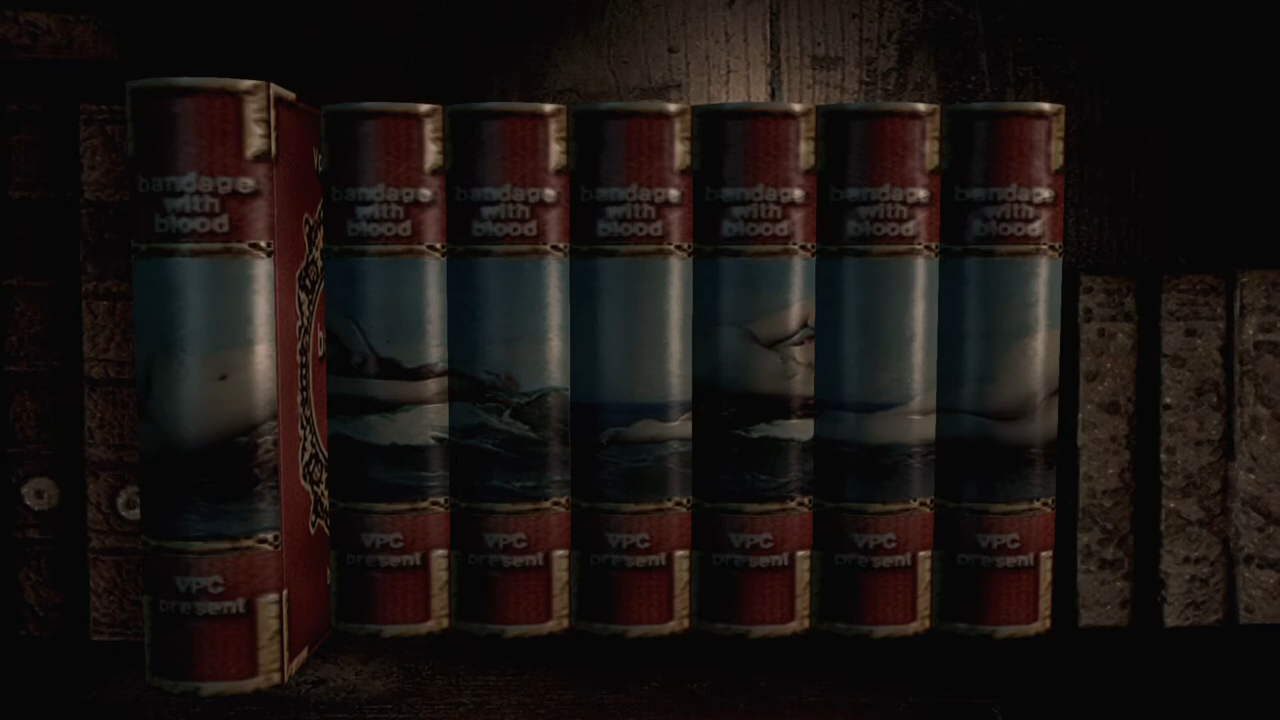 bandage
with
blood
VPC
present
bandage
with
blood
VPC
present
bandage
with
blood
VPC
present
bandage
with
blood
VPC
present
bandage
with
blood
VPC
present
bandage
with
blood
VPC
present
bandage
with
blood
VPC
present